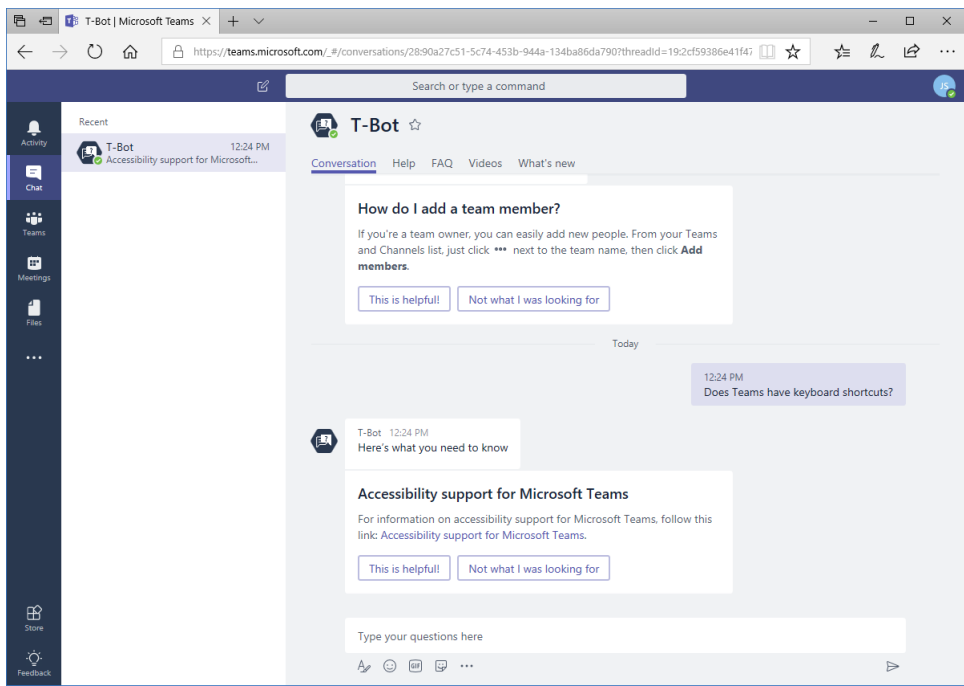 T-Bot | Microsoft Teams
https://teams.microsoft.com/_#/conversations/28:90a27c51-5c74-453b-944a-134ba86da790?threadId=19:2cf59386e41f47
Search or type a command
JS
Activity
Chat
Teams
Meetings
Files
Store
Feedback
Recent
T-Bot 12:24 PM
Accessibility support for Microsoft...
T-Bot
Conversation Help FAQ Videos What's new
How do I add a team member?
If you're a team owner, you can easily add new people. From your Teams
and Channels list, just click ••• next to the team name, then click Add
members.
This is helpful! Not what I was looking for
Today
12:24 PM
Does Teams have keyboard shortcuts?
T-Bot 12:24 PM
Here's what you need to know
Accessibility support for Microsoft Teams
For information on accessibility support for Microsoft Teams, follow this
link: Accessibility support for Microsoft Teams.
This is helpful! Not what I was looking for
Type your questions here
GIF